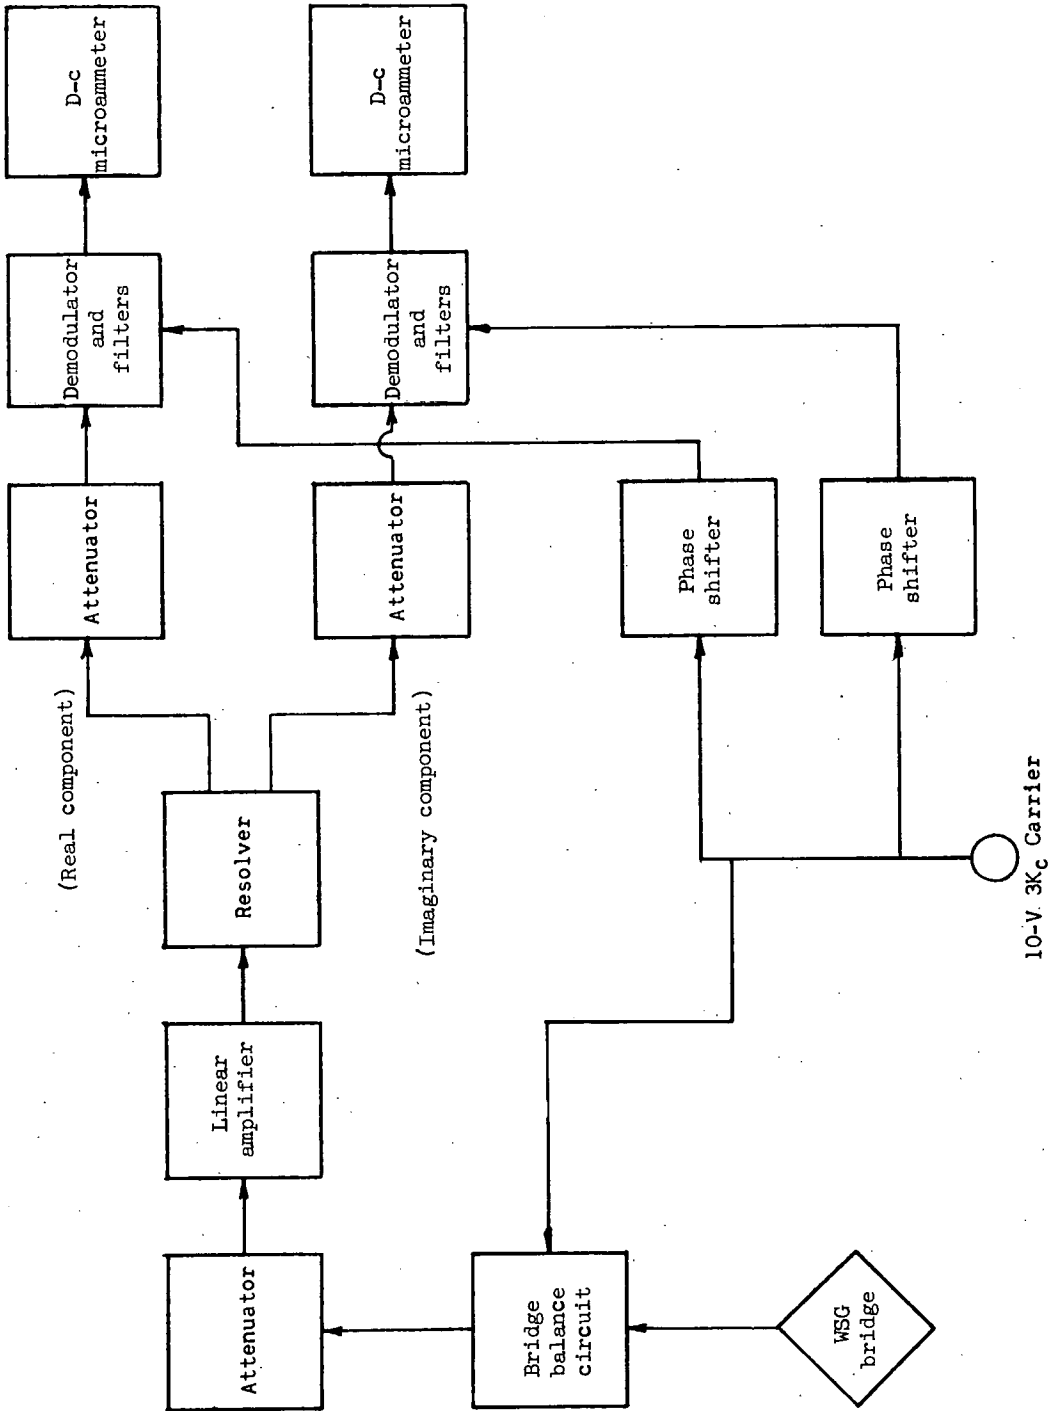 (Real component)
Attenuator
Demodulator
and
filters
D-c
microammeter
Attenuator
Linear
amplifier
Resolver
(Imaginary component)
Attenuator
Demodulator
and
filters
D-c
microammeter
Bridge
balance
circuit
Phase
shifter
WSG
bridge
Phase
shifter
10-V 3Kc Carrier